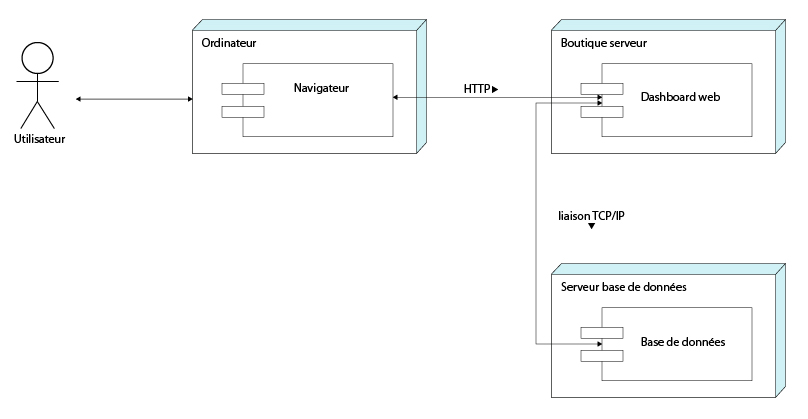 Ordinateur
Boutique serveur
Navigateur
HTTP
Dashboard web
Utilisateur
liaison TCP/IP
Serveur base de données
Base de données